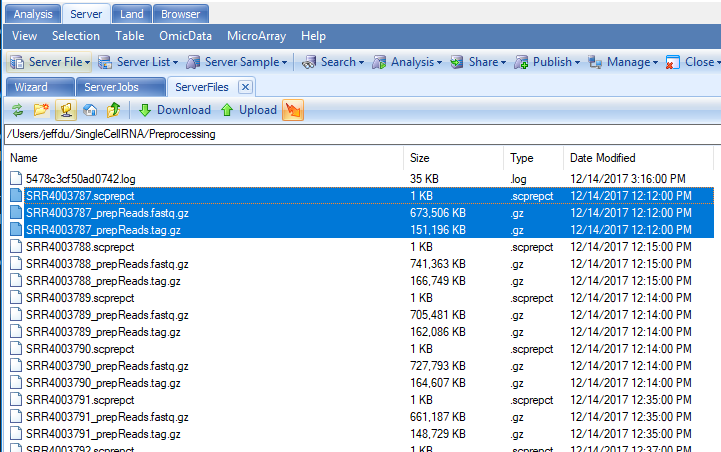 Analysis Server Land Browser
View Selection Table OmicData MicroArray Help
Server File Server List Server Sample Search Analysis Share Publish Manage Close
Wizard ServerJobs ServerFiles
Download Upload
/Users/jeffdu/SingleCellRNA/Preprocessing
Name Size Type Date Modified
5478c3cf50ad0742.log 35 KB .log 12/14/2017 3:16:00 PM
SRR4003787.scprepct 1 KB .scprepct 12/14/2017 12:12:00 PM
SRR4003787_prepReads.fastq.gz 673,506 KB .gz 12/14/2017 12:12:00 PM
SRR4003787_prepReads.tag.gz 151,196 KB .gz 12/14/2017 12:12:00 PM
SRR4003788.scprepct 1 KB .scprepct 12/14/2017 12:15:00 PM
SRR4003788_prepReads.fastq.gz 741,363 KB .gz 12/14/2017 12:15:00 PM
SRR4003788_prepReads.tag.gz 166,749 KB .gz 12/14/2017 12:15:00 PM
SRR4003789.scprepct 1 KB .scprepct 12/14/2017 12:14:00 PM
SRR4003789_prepReads.fastq.gz 705,481 KB .gz 12/14/2017 12:14:00 PM
SRR4003789_prepReads.tag.gz 162,086 KB .gz 12/14/2017 12:14:00 PM
SRR4003790.scprepct 1 KB .scprepct 12/14/2017 12:14:00 PM
SRR4003790_prepReads.fastq.gz 727,793 KB .gz 12/14/2017 12:14:00 PM
SRR4003790_prepReads.tag.gz 164,607 KB .gz 12/14/2017 12:14:00 PM
SRR4003791.scprepct 1 KB .scprepct 12/14/2017 12:35:00 PM
SRR4003791_prepReads.fastq.gz 661,187 KB .gz 12/14/2017 12:35:00 PM
SRR4003791_prepReads.tag.gz 148,729 KB .gz 12/14/2017 12:35:00 PM
SRR4003792.scprepct 1 KB .scprepct 12/14/2017 12:37:00 PM